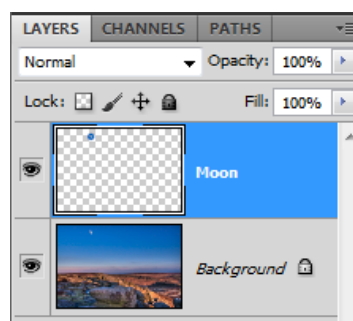 LAYERS CHANNELS PATHS
Normal Opacity: 100%
Lock: Fill: 100%
Moon
Background